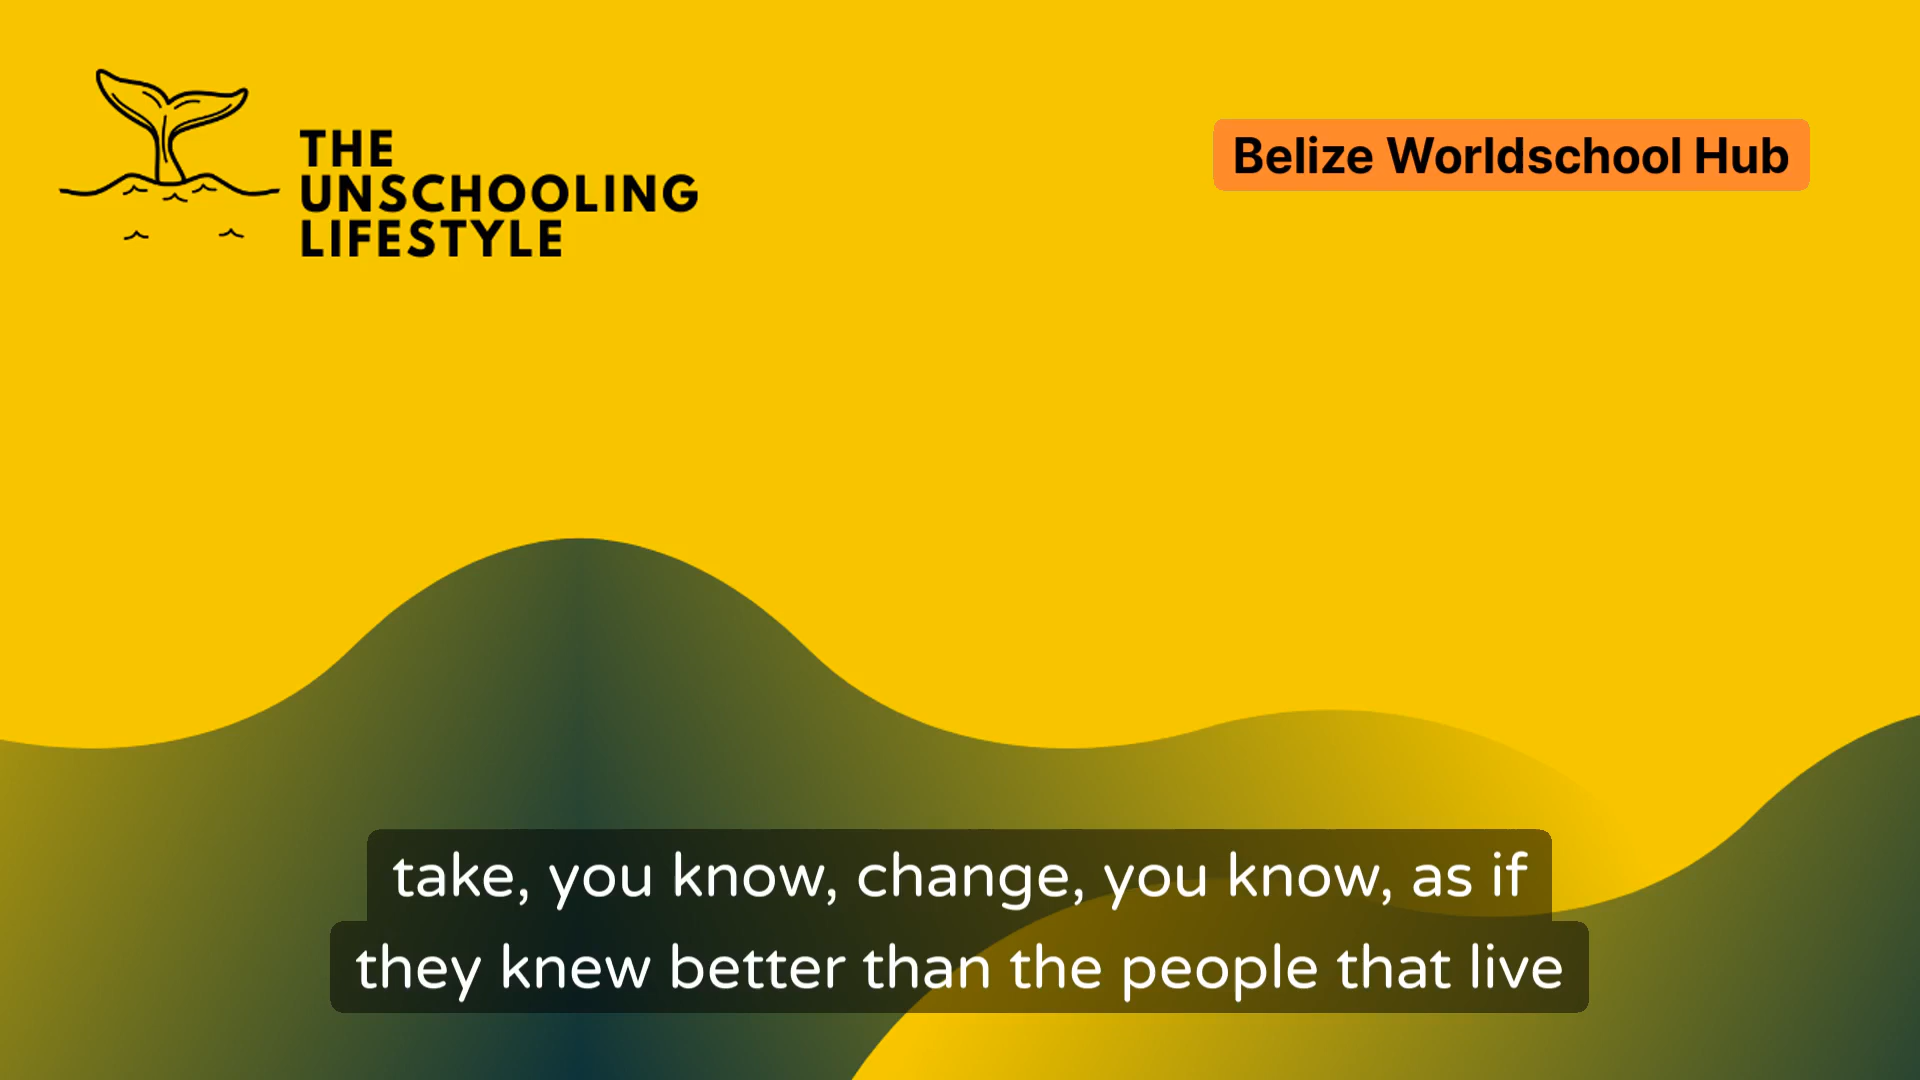 THE
UNSCHOOLING
LIFESTYLE
Belize Worldschool Hub
take, you know, change, you know, as if
they knew better than the people that live